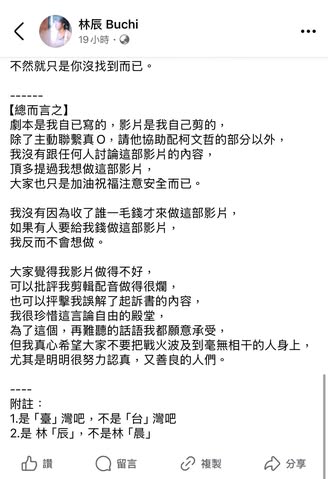 林辰 Buchi
19 小時・
不然就只是你沒找到而已。
------
【總而言之】
劇本是我自己寫的，影片是我自己剪的，
除了主動聯繫真O，請他協助配柯文哲的部分以外，
我沒有跟任何人討論這部影片的內容，
頂多提過我想做這部影片，
大家也只是加油祝福注意安全而已。
我沒有因為收了誰一毛錢才來做這部影片，
如果有人要給我錢做這部影片，
我反而不會想做。
大家覺得我影片做得不好，
可以批評我剪輯配音做得很爛，
也可以抨擊我誤解了起訴書的內容，
我很珍惜這言論自由的殿堂，
為了這個，再難聽的話語我都願意承受，
但我真心希望大家不要把戰火波及到毫無相干的人身上，
尤其是明明很努力認真，又善良的人們。
----
附註：
1.是「臺」灣吧，不是「台」灣吧
2.是 林「辰」，不是林「晨」
讚 留言 複製 分享